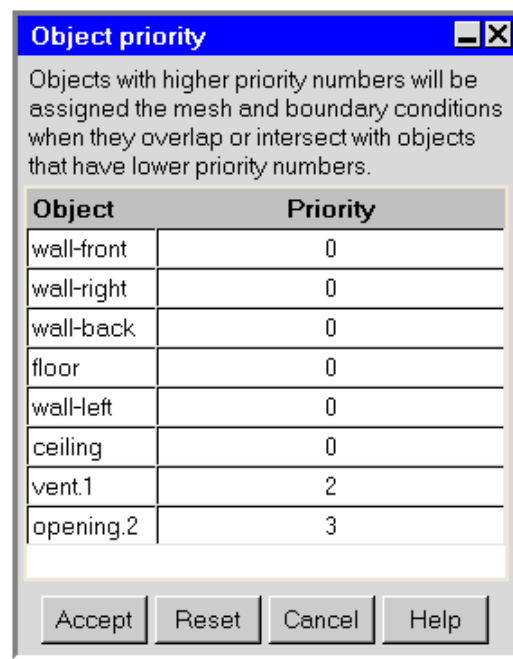 Object priority
Objects with higher priority numbers will be
assigned the mesh and boundary conditions
when they overlap or intersect with objects
that have lower priority numbers.
Object Priority
wall-front 0
wall-right 0
wall-back 0
floor 0
wall-left 0
ceiling 0
vent.1 2
opening.2 3
Accept Reset Cancel Help